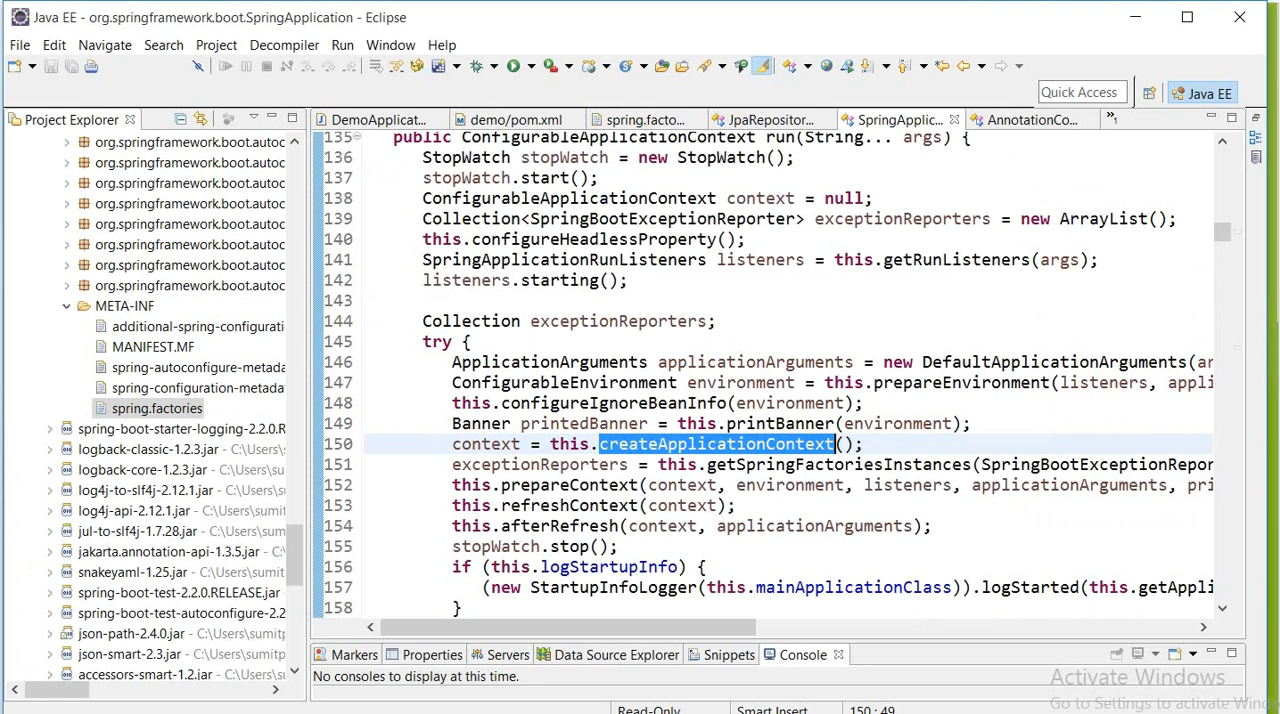 Java EE - org.springframework.boot.SpringApplication - Eclipse
File Edit Navigate Search Project Decompiler Run Window Help
Quick Access
Java EE
Project Explorer
org.springframework.boot.autoc
org.springframework.boot.autoc
org.springframework.boot.autoc
org.springframework.boot.autoc
org.springframework.boot.autoc
org.springframework.boot.autoc
org.springframework.boot.autoc
org.springframework.boot.autoc
META-INF
additional-spring-configurati
MANIFEST.MF
spring-autoconfigure-metada
spring-configuration-metada
spring.factories
spring-boot-starter-logging-2.2.0.R
logback-classic-1.2.3.jar - C:\Users
logback-core-1.2.3.jar - C:\Users\s
log4j-to-slf4j-2.12.1.jar - C:\Users\
log4j-api-2.12.1.jar - C:\Users\sumi
jul-to-slf4j-1.7.28.jar - C:\Users\sur
jakarta.annotation-api-1.3.5.jar - C
snakeyaml-1.25.jar - C:\Users\sumit
spring-boot-test-2.2.0.RELEASE.jar
spring-boot-test-autoconfigure-2.2
json-path-2.4.0.jar - C:\Users\sumitp
json-smart-2.3.jar - C:\Users\sumitp
accessors-smart-1.2.jar - C:\Users\
DemoApplicat... demo/pom.xml spring.facto... JpaRepositor... SpringApplic... AnnotationCo... »1
135 public ConfigurableApplicationContext run(String... args) {
136 StopWatch stopWatch = new StopWatch();
137 stopWatch.start();
138 ConfigurableApplicationContext context = null;
139 Collection<SpringBootExceptionReporter> exceptionReporters = new ArrayList();
140 this.configureHeadlessProperty();
141 SpringApplicationRunListeners listeners = this.getRunListeners(args);
142 listeners.starting();
143
144 Collection exceptionReporters;
145 try {
146 ApplicationArguments applicationArguments = new DefaultApplicationArguments(ar
147 ConfigurableEnvironment environment = this.prepareEnvironment(listeners, appli
148 this.configureIgnoreBeanInfo(environment);
149 Banner printedBanner = this.printBanner(environment);
150 context = this.createApplicationContext();
151 exceptionReporters = this.getSpringFactoriesInstances(SpringBootExceptionRepor
152 this.prepareContext(context, environment, listeners, applicationArguments, pri
153 this.refreshContext(context);
154 this.afterRefresh(context, applicationArguments);
155 stopWatch.stop();
156 if (this.logStartupInfo) {
157 (new StartupInfoLogger(this.mainApplicationClass)).logStarted(this.getAppli
158 }
Markers Properties Servers Data Source Explorer Snippets Console
No consoles to display at this time.
Activate Windows
Go to Settings to activate Wind
Read-Only Smart Insert 150 : 49